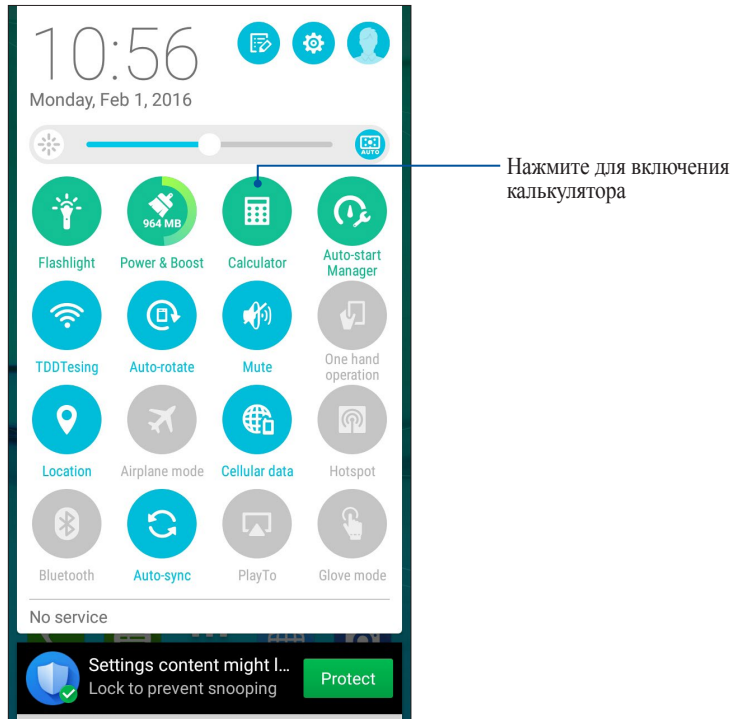 10:56
Monday, Feb 1, 2016
AUTO
Нажмите для включения
калькулятора
964 MB
Flashlight
Power & Boost
Calculator
Auto-start
Manager
TDDTesing
Auto-rotate
Mute
One hand
operation
Location
Airplane mode
Cellular data
Hotspot
Bluetooth
Auto-sync
PlayTo
Glove mode
No service
Settings content might l...
Lock to prevent snooping
Protect